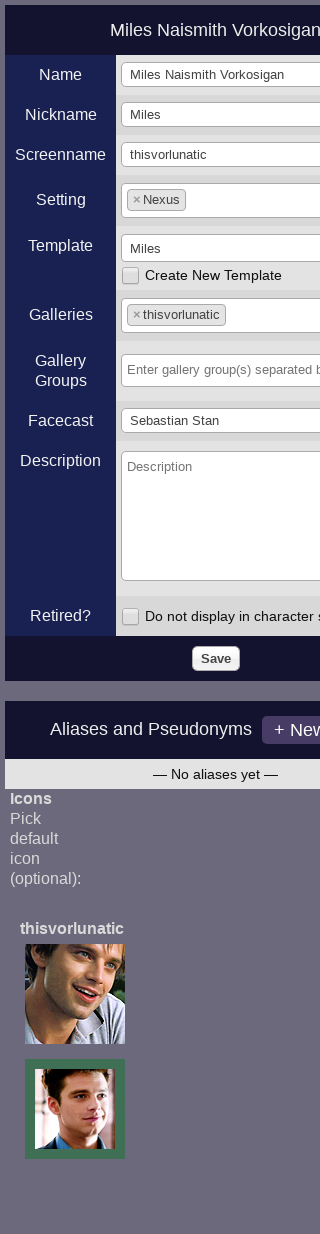 Miles Naismith Vorkosigan
Name
Miles Naismith Vorkosigan
Nickname
Miles
Screenname
thisvorlunatic
Setting
×Nexus
Template
Miles
Create New Template
Galleries
×thisvorlunatic
Gallery
Groups
Enter gallery group(s) separated
Facecast
Sebastian Stan
Description
Description
Retired?
Do not display in character
Save
Aliases and Pseudonyms
+ New
— No aliases yet —
Icons
Pick
default
icon
(optional):
thisvorlunatic